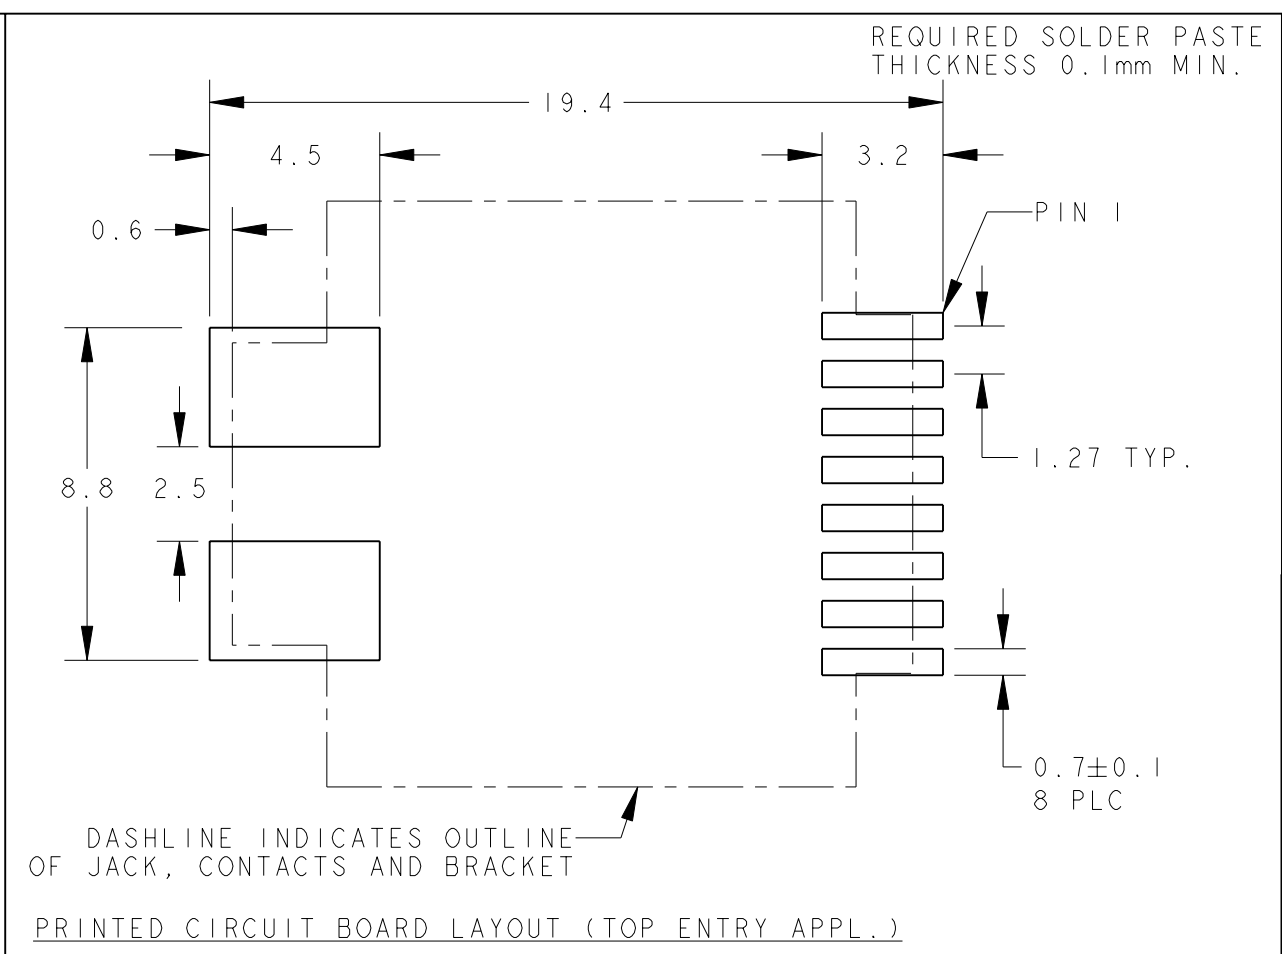 REQUIRED SOLDER PASTE
THICKNESS 0.1mm MIN.
19.4
4.5
3.2
0.6
PIN 1
8.8
2.5
1.27 TYP.
0.7±0.1
8 PLC
DASHLINE INDICATES OUTLINE
OF JACK, CONTACTS AND BRACKET
PRINTED CIRCUIT BOARD LAYOUT (TOP ENTRY APPL.)